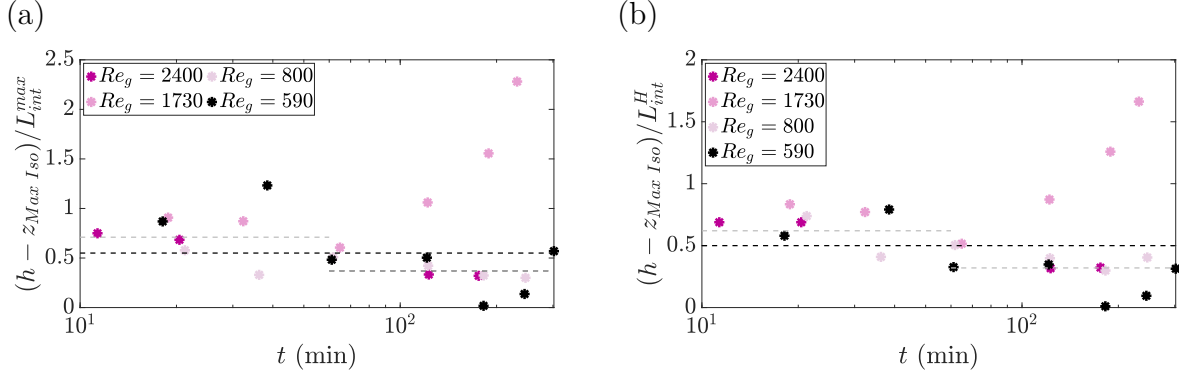 (a)
(h − z_{Max Iso})/L_{int}^{max}
2.5
2
1.5
1
0.5
0
Re_g = 2400 Re_g = 800
Re_g = 1730 Re_g = 590
10^1
10^2
t (min)
(b)
(h − z_{Max Iso})/L_{int}^{H}
2
1.5
1
0.5
0
Re_g = 2400
Re_g = 1730
Re_g = 800
Re_g = 590
10^1
10^2
t (min)